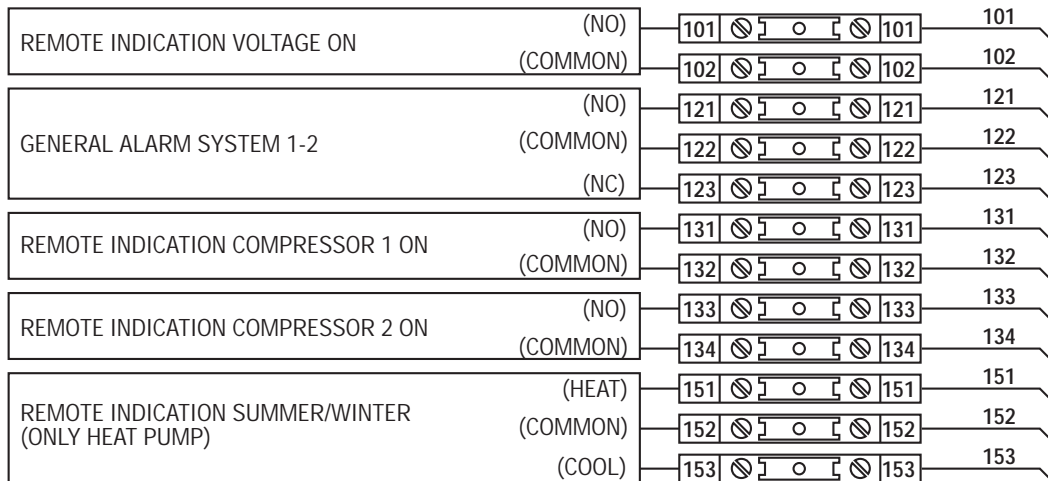 (NO) 101 101 101
REMOTE INDICATION VOLTAGE ON
(COMMON) 102 102 102
(NO) 121 121 121
GENERAL ALARM SYSTEM 1-2 (COMMON) 122 122 122
(NC) 123 123 123
(NO) 131 131 131
REMOTE INDICATION COMPRESSOR 1 ON
(COMMON) 132 132 132
(NO) 133 133 133
REMOTE INDICATION COMPRESSOR 2 ON
(COMMON) 134 134 134
(HEAT) 151 151 151
REMOTE INDICATION SUMMER/WINTER
(COMMON) 152 152 152
(ONLY HEAT PUMP)
(COOL) 153 153 153